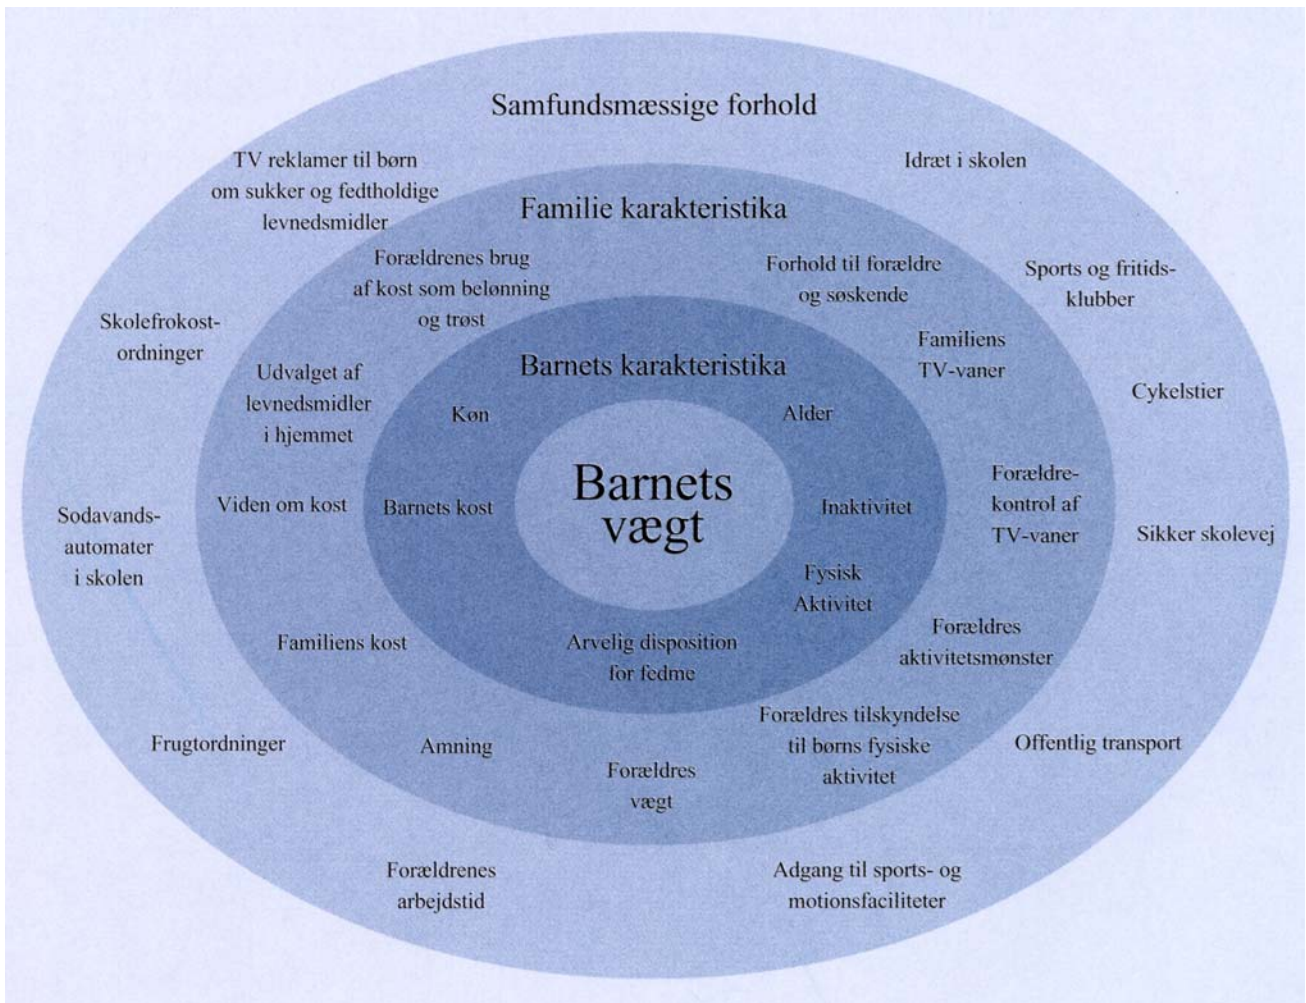 Samfundsmæssige forhold
TV reklamer til børn
om sukker og fedtholdige
levnedsmidler
Idræt i skolen
Familie karakteristika
Forældrenes brug
af kost som belønning
og trøst
Forhold til forældre
og søskende
Sports og fritids-
klubber
Skolefrokost-
ordninger
Familiens
TV-vaner
Udvalget af
levnedsmidler
i hjemmet
Barnets karakteristika
Køn
Alder
Cykelstier
Barnets
vægt
Viden om kost
Barnets kost
Inaktivitet
Forældre-
kontrol af
TV-vaner
Sodavands-
automater
i skolen
Sikker skolevej
Fysisk
Aktivitet
Familiens kost
Arvelig disposition
for fedme
Forældres
aktivitetsmønster
Frugtordninger
Amning
Forældres
vægt
Forældres tilskyndelse
til børns fysiske
aktivitet
Offentlig transport
Forældrenes
arbejdstid
Adgang til sports- og
motionsfaciliteter